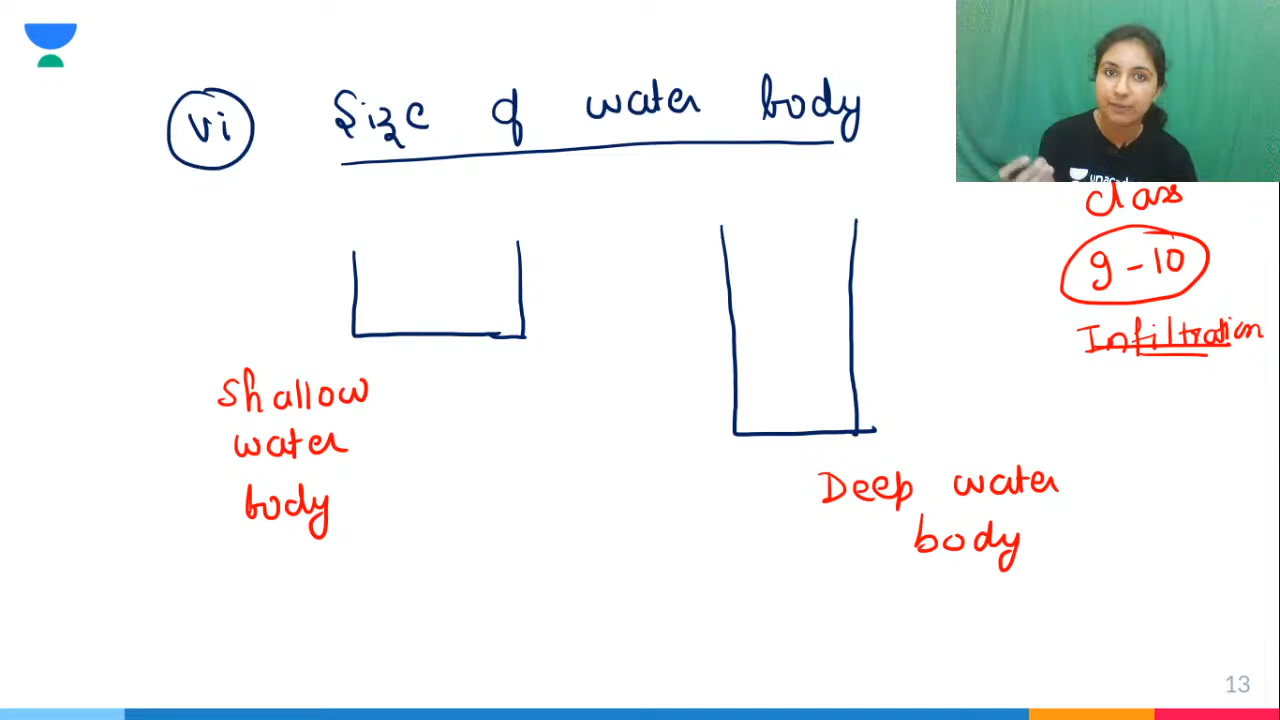 vi Size of water body
class
9-10
Infiltration
Shallow
water
body
Deep water
body
13